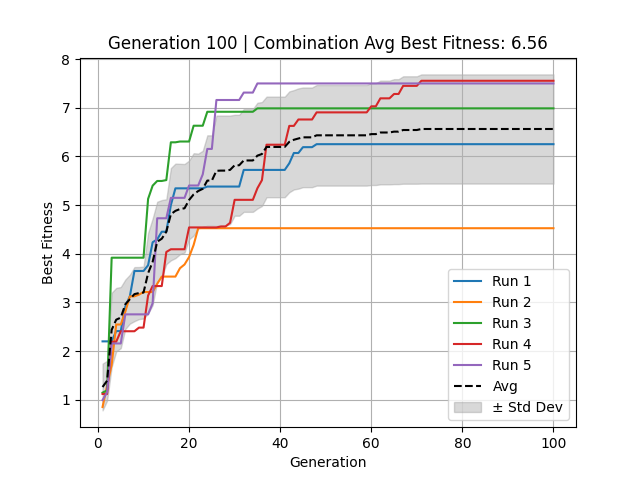 Generation 100 | Combination Avg Best Fitness: 6.56
Best Fitness
8
7
6
5
4
3
2
1
0
20
40
60
80
100
Generation
Run 1
Run 2
Run 3
Run 4
Run 5
Avg
± Std Dev